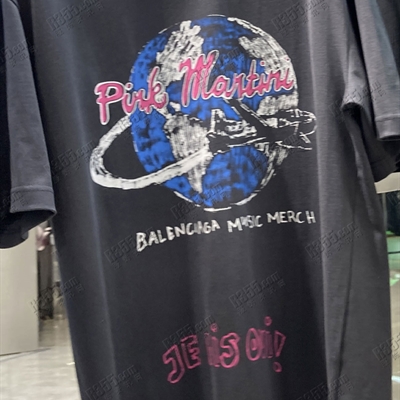 Pink Martini
BALENCIAGA MUSIC MERCH
JE dis oui!